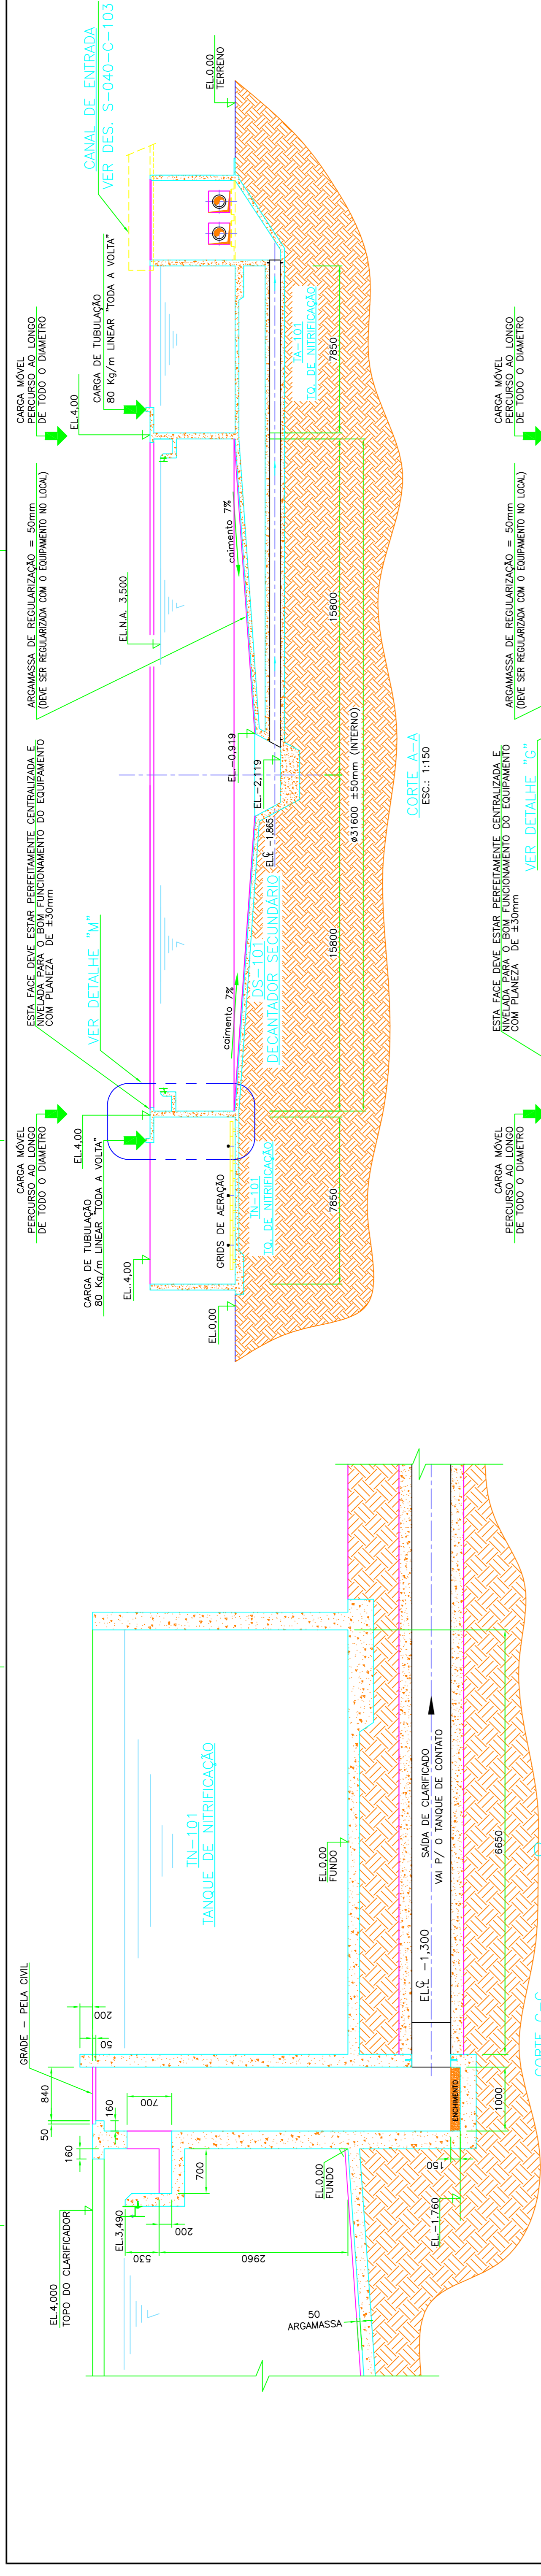 GRADE - PELA CIVIL
EL.4,000
TOPO DO CLARIFICADOR
160
50
840
50
200
160
700
EL.3,490
530
200
700
2960
EL.0,00
FUNDO
50
ARGAMASSA
TN-101
TANQUE DE NITRIFICAÇÃO
EL.0,00
FUNDO
150
EL.-1.760
ENCHIMENTO
1000
EL.℄ -1,300
SAÍDA DE CLARIFICADO
VAI P/ O TANQUE DE CONTATO
6650
CORTE C-C
CARGA MÓVEL
PERCURSO AO LONGO
DE TODO O DIAMETRO
ESTA FACE DEVE ESTAR PERFEITAMENTE CENTRALIZADA E
NIVELADA PARA O BOM FUNCIONAMENTO DO EQUIPAMENTO
COM PLANEZA DE ±30mm
ARGAMASSA DE REGULARIZAÇÃO = 50mm
(DEVE SER REGULARIZADA COM O EQUIPAMENTO NO LOCAL)
CARGA MÓVEL
PERCURSO AO LONGO
DE TODO O DIAMETRO
CANAL DE ENTRADA
VER DES. S-040-C-103
EL.4,00
CARGA DE TUBULAÇÃO
80 Kg/m LINEAR "TODA A VOLTA"
EL..4,00
VER DETALHE "M"
EL.N.A. 3,500
EL.4,00
CARGA DE TUBULAÇÃO
80 Kg/m LINEAR "TODA A VOLTA"
EL.0,00
TERRENO
EL.0,00
GRIDS DE AERAÇÃO
TN-101
TQ. DE NITRIFICAÇÃO
caimento 7%
EL.-0,919
EL.-2,119
EL.℄ -1,865
caimento 7%
DS-101
DECANTADOR SECUNDÁRIO
TA-101
TQ. DE NITRIFICAÇÃO
7850
15800
15800
7850
ø31600 ±50mm (INTERNO)
CORTE A-A
ESC.: 1:150
CARGA MÓVEL
PERCURSO AO LONGO
DE TODO O DIAMETRO
ESTA FACE DEVE ESTAR PERFEITAMENTE CENTRALIZADA E
NIVELADA PARA O BOM FUNCIONAMENTO DO EQUIPAMENTO
COM PLANEZA DE ±30mm
VER DETALHE "G"
ARGAMASSA DE REGULARIZAÇÃO = 50mm
(DEVE SER REGULARIZADA COM O EQUIPAMENTO NO LOCAL)
CARGA MÓVEL
PERCURSO AO LONGO
DE TODO O DIAMETRO